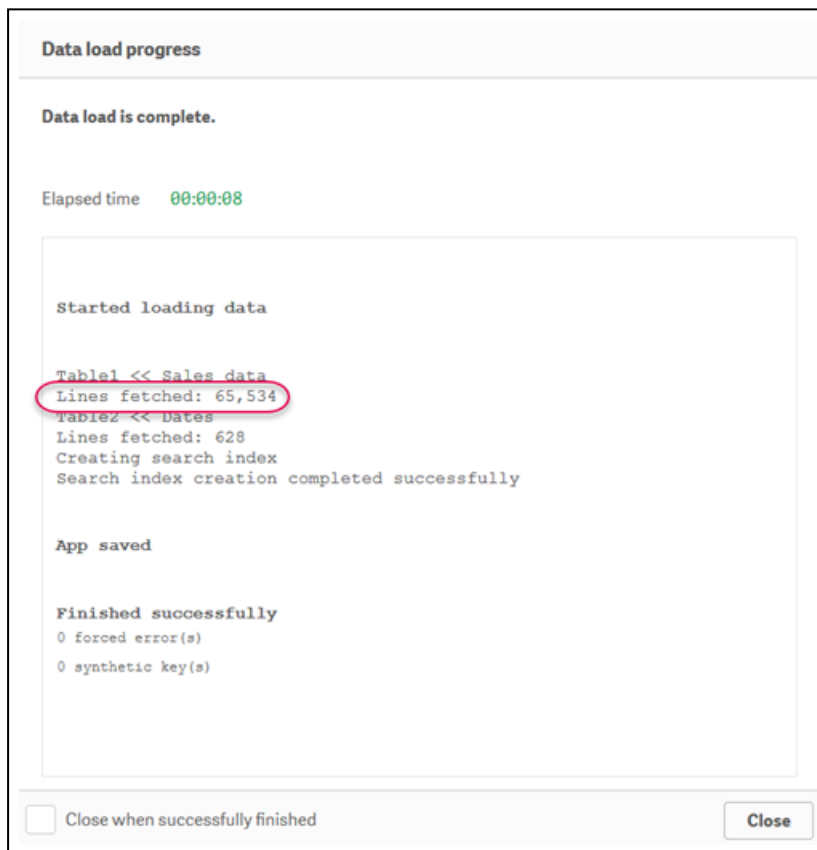 Data load progress
Data load is complete.
Elapsed time 00:00:08
Started loading data
Table1 << Sales data
Lines fetched: 65,534
Table2 << Dates
Lines fetched: 628
Creating search index
Search index creation completed successfully
App saved
Finished successfully
0 forced error(s)
0 synthetic key(s)
Close when successfully finished
Close